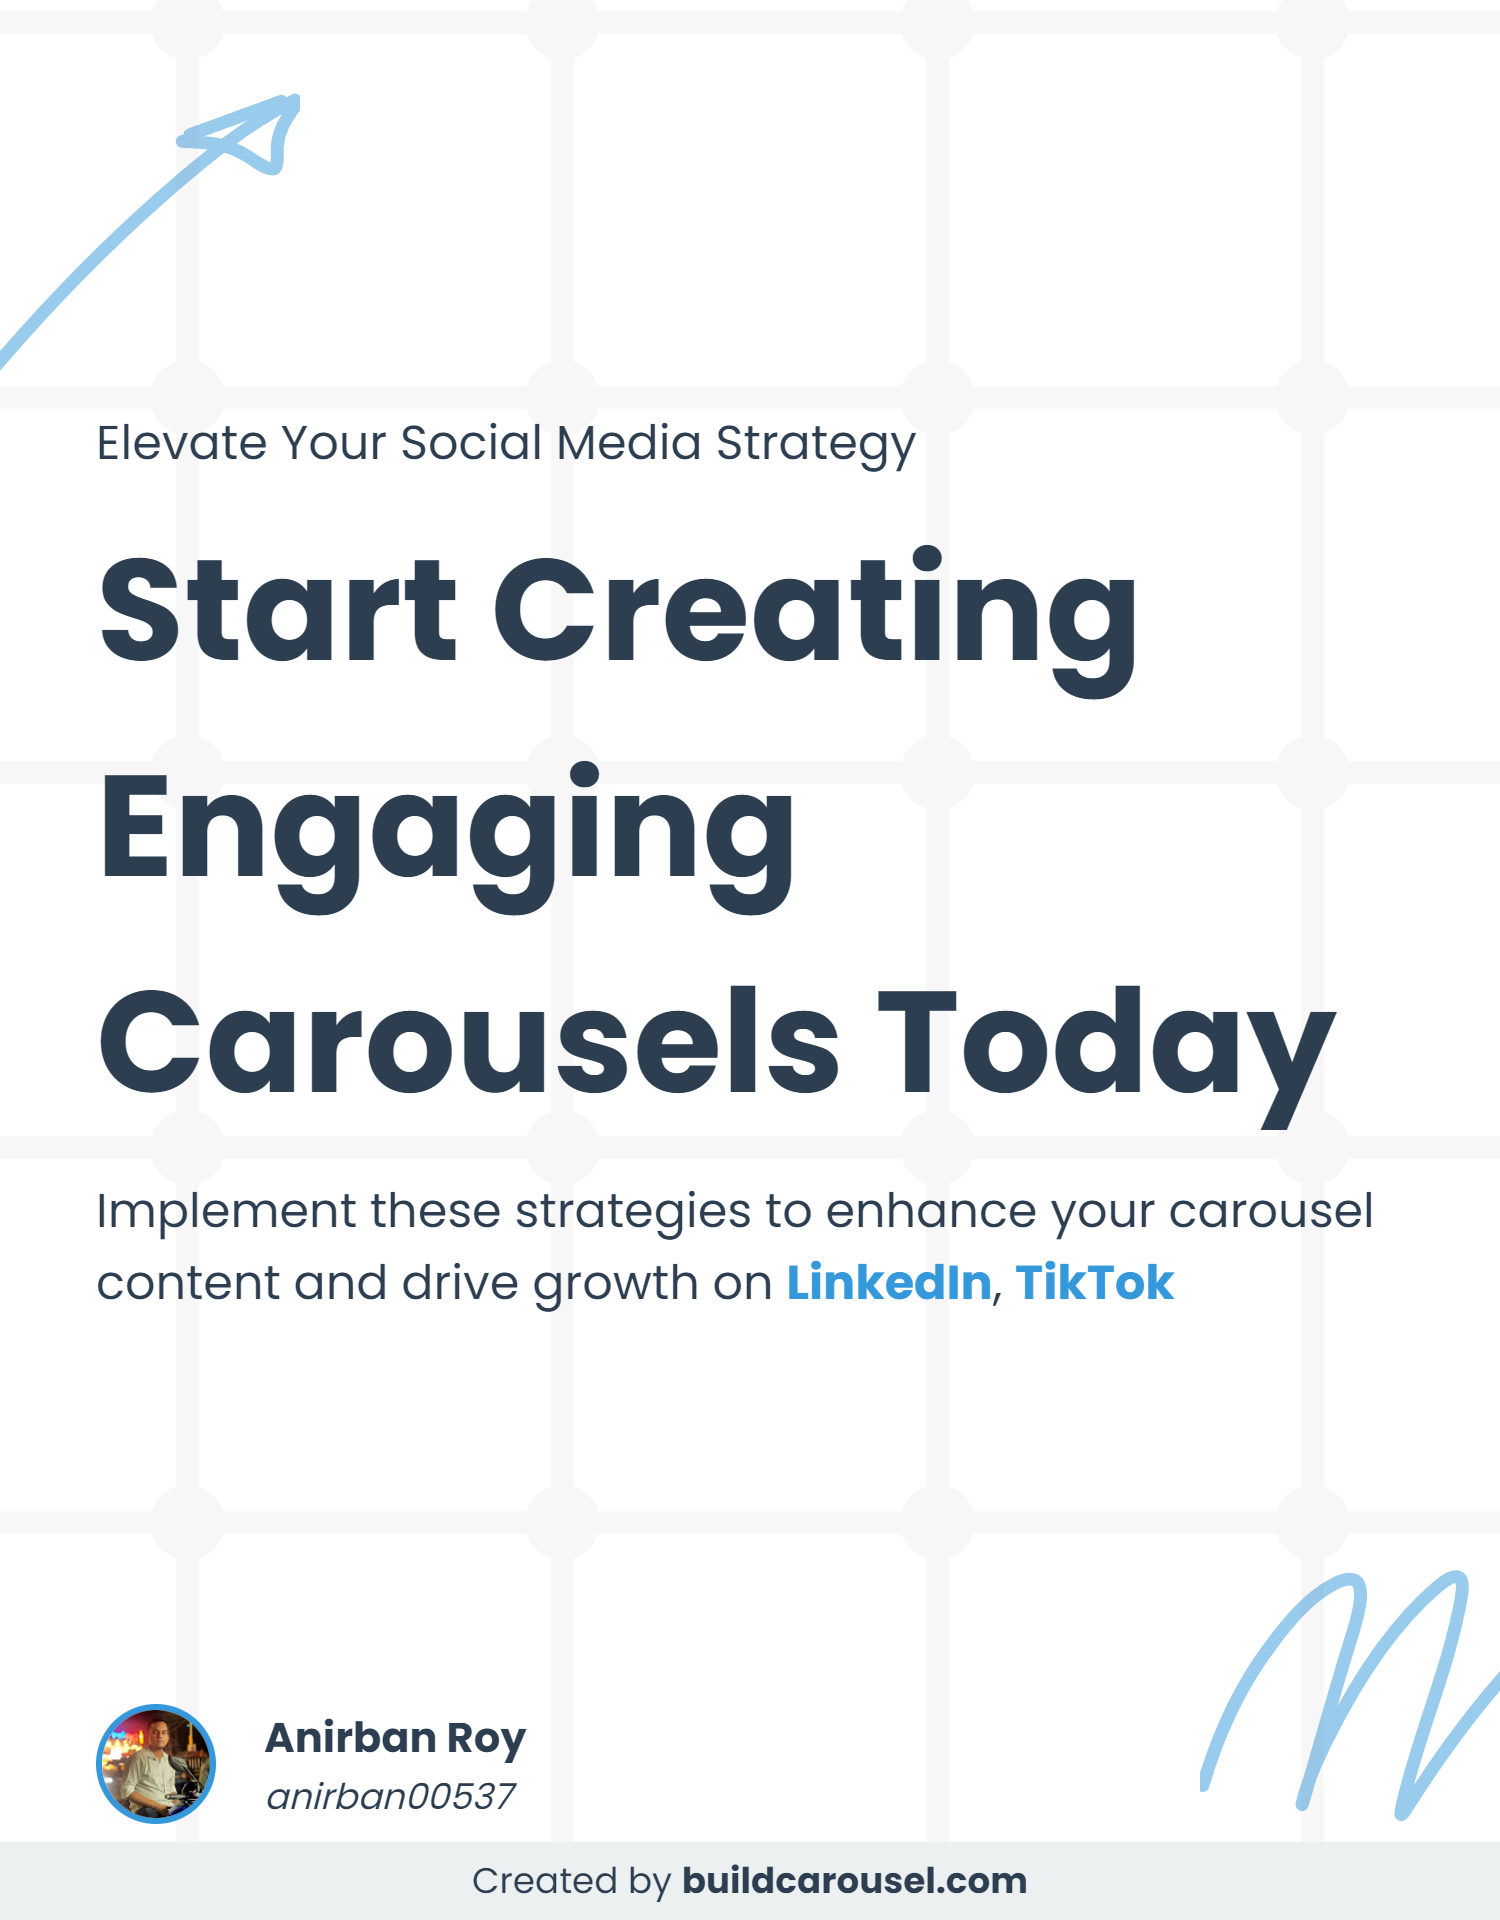 Elevate Your Social Media Strategy
Start Creating
Engaging
Carousels Today
Implement these strategies to enhance your carousel
content and drive growth on LinkedIn, TikTok
Anirban Roy
anirban00537
Created by buildcarousel.com